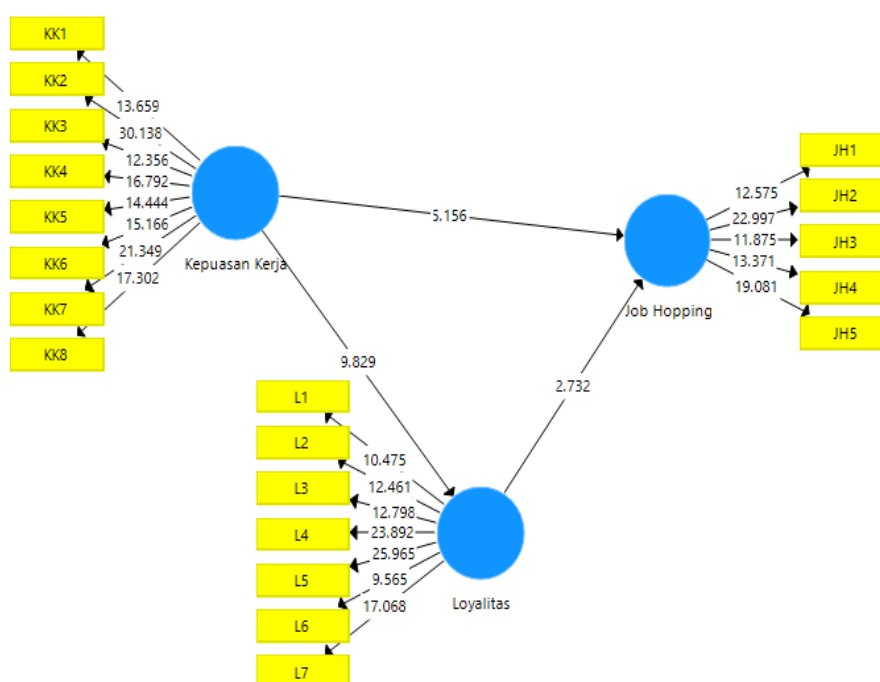 KK1
KK2
KK3
KK4
KK5
KK6
KK7
KK8
13.659
30.138
12.356
16.792
14.444
15.166
21.349
17.302
Kepuasan Kerja
5.156
9.829
2.732
Job Hopping
12.575
22.997
11.875
13.371
19.081
JH1
JH2
JH3
JH4
JH5
L1
L2
L3
L4
L5
L6
L7
10.475
12.461
12.798
23.892
25.965
9.565
17.068
Loyalitas